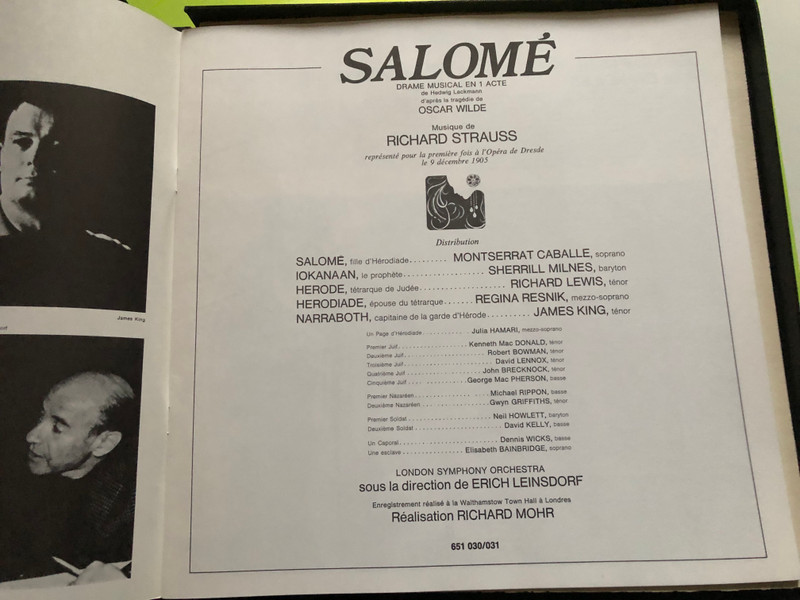 James King
SALOMÉ
DRAME MUSICAL EN 1 ACTE
de Hedwig Lackmann
d'après la tragédie de
OSCAR WILDE
Musique de
RICHARD STRAUSS
représenté pour la première fois à l'Opéra de Dresde
le 9 décembre 1905
Distribution
SALOMÉ, fille d'Hérodiade......... MONTSERRAT CABALLE, soprano
IOKANAAN, le prophète..................... SHERRILL MILNES, baryton
HERODE, tétrarque de Judée..................... RICHARD LEWIS, ténor
HERODIADE, épouse du tétrarque....... REGINA RESNIK, mezzo-soprano
NARRABOTH, capitaine de la garde d'Hérode........... JAMES KING, ténor
Un Page d'Hérodiade................ Julia HAMARI, mezzo-soprano
Premier Juif.................... Kenneth Mac DONALD, ténor
Deuxième Juif........................ Robert BOWMAN, ténor
Troisième Juif.......................... David LENNOX, ténor
Quatrième Juif...................... John BRECKNOCK, ténor
Cinquième Juif................ George Mac PHERSON, basse
Premier Nazaréen.................... Michael RIPPON, basse
Deuxième Nazaréen.................. Gwyn GRIFFITHS, ténor
Premier Soldat........................ Neil HOWLETT, baryton
Deuxième Soldat........................ David KELLY, basse
Un Caporal........................... Dennis WICKS, basse
Une esclave.................. Elisabeth BAINBRIDGE, soprano
LONDON SYMPHONY ORCHESTRA
sous la direction de ERICH LEINSDORF
Enregistrement réalisé à la Walthamstow Town Hall à Londres
Réalisation RICHARD MOHR
651 030/031